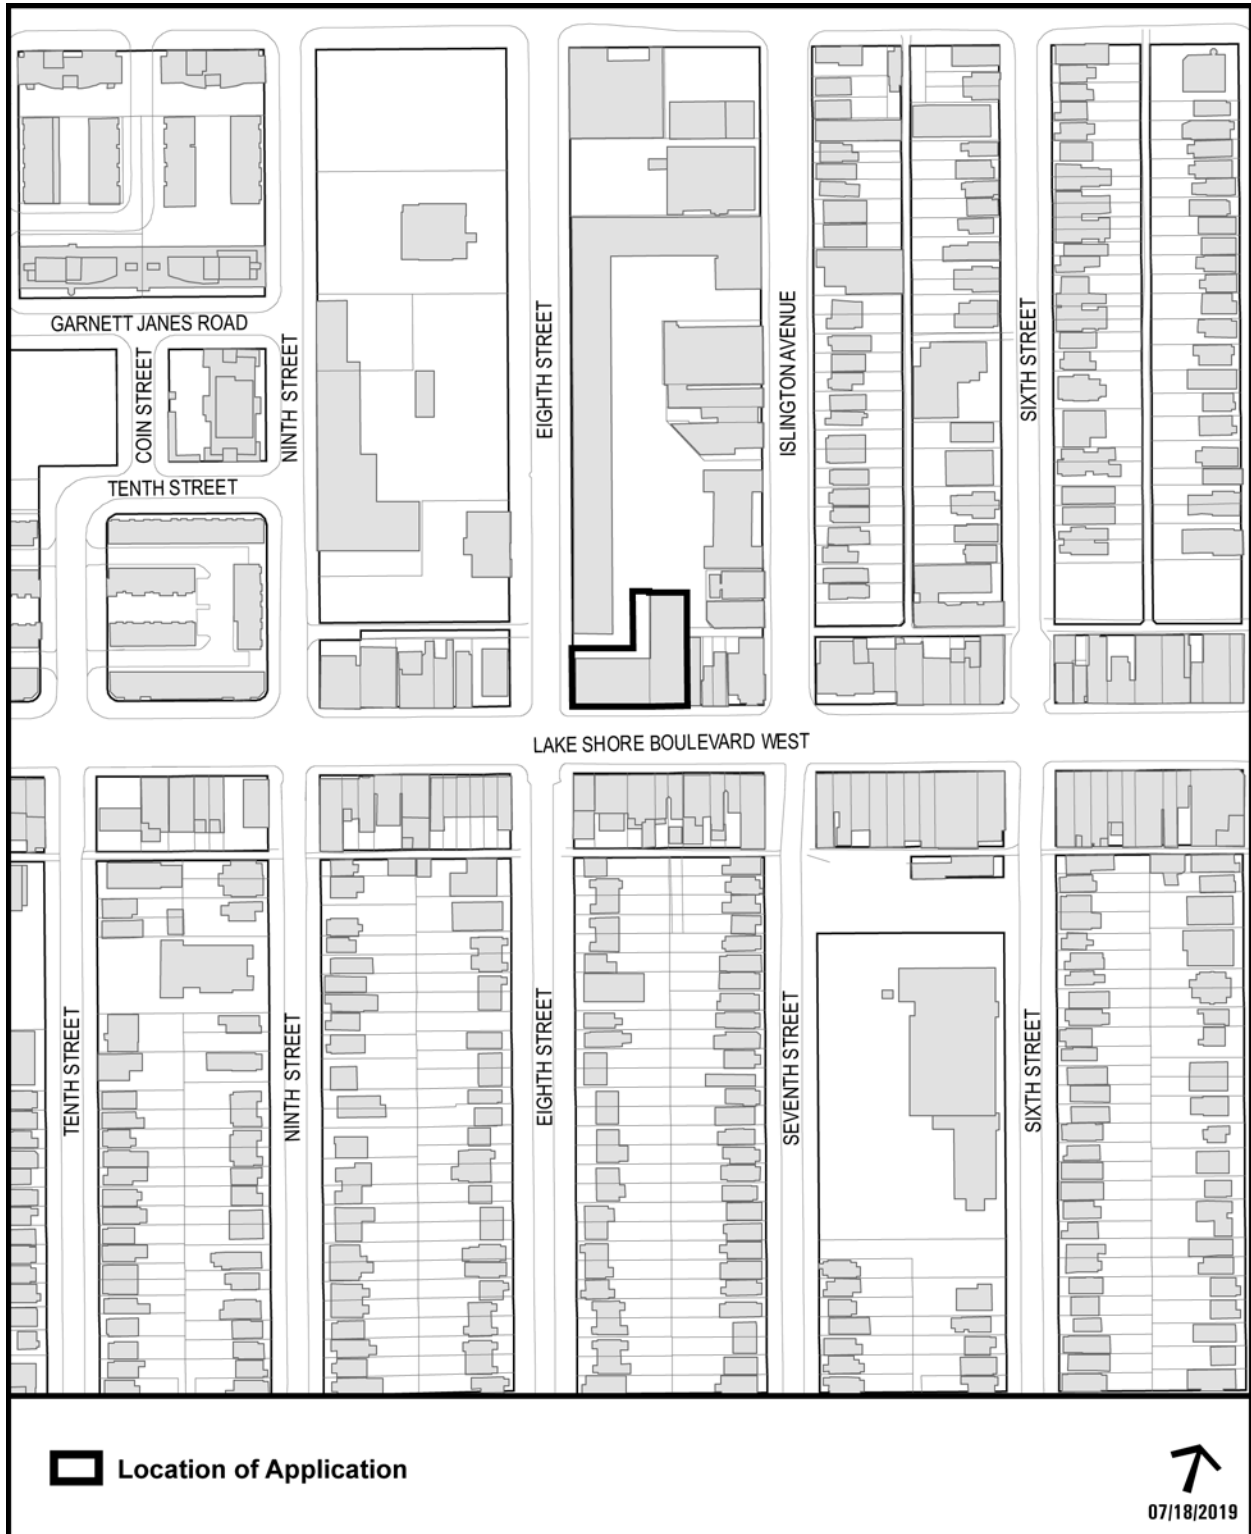 GARNETT JANES ROAD
COIN STREET
NINTH STREET
EIGHTH STREET
ISLINGTON AVENUE
SIXTH STREET
TENTH STREET
LAKE SHORE BOULEVARD WEST
TENTH STREET
NINTH STREET
EIGHTH STREET
SEVENTH STREET
SIXTH STREET
Location of Application
07/18/2019